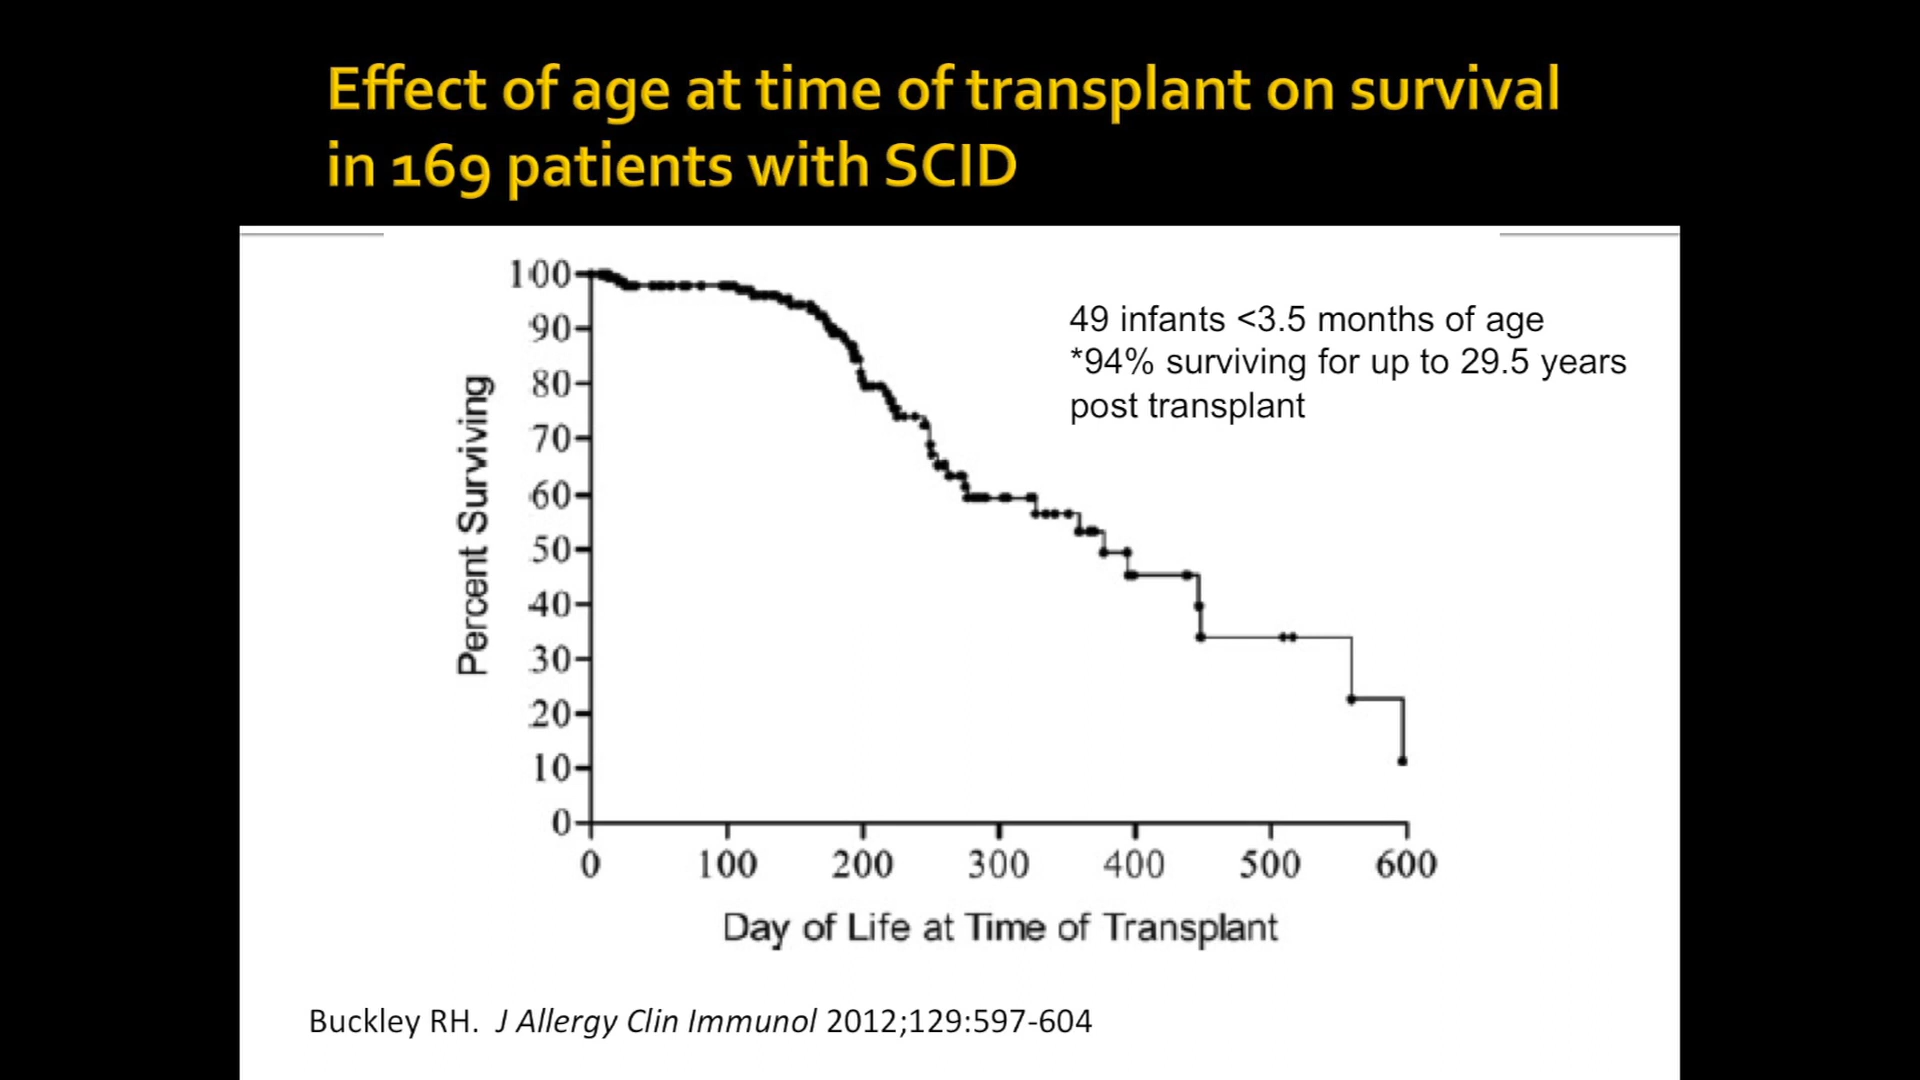 Effect of age at time of transplant on survival
in 169 patients with SCID
49 infants <3.5 months of age
*94% surviving for up to 29.5 years
post transplant
Percent Surviving
100
90
80
70
60
50
40
30
20
10
0
0 100 200 300 400 500 600
Day of Life at Time of Transplant
Buckley RH. J Allergy Clin Immunol 2012;129:597-604